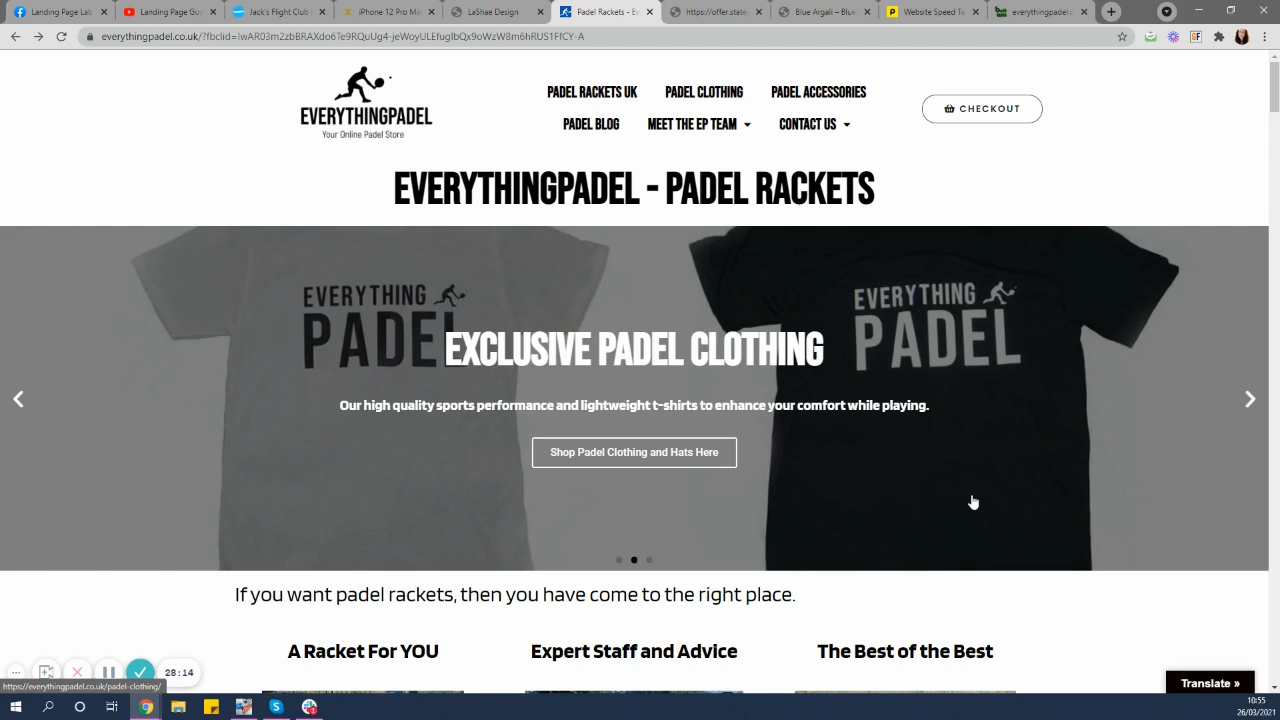 Landing Page Lab
Landing Page Gu
Jack's Flight Club
iPhone 12 Pro Ma
LaShae Design
Padel Rackets - Ev
https://offer.state
Blue Argali – Blue
Website Speed Te
everythingpadel.c
everythingpadel.co.uk/?fbclid=IwAR03m2zbBRAXdo6Te9RQuUg4-jeWoyULEfugIbQx9oWzW8m6hRUS1FfCY-A
EVERYTHINGPADEL
Your Online Padel Store
PADEL RACKETS UK
PADEL CLOTHING
PADEL ACCESSORIES
PADEL BLOG
MEET THE EP TEAM
CONTACT US
CHECKOUT
EVERYTHINGPADEL - PADEL RACKETS
EVERYTHING
PADEL
EVERYTHING
PADEL
EXCLUSIVE PADEL CLOTHING
Our high quality sports performance and lightweight t-shirts to enhance your comfort while playing.
Shop Padel Clothing and Hats Here
If you want padel rackets, then you have come to the right place.
A Racket For YOU
Expert Staff and Advice
The Best of the Best
28:14
https://everythingpadel.co.uk/padel-clothing/
Translate »
10:55
26/03/2021